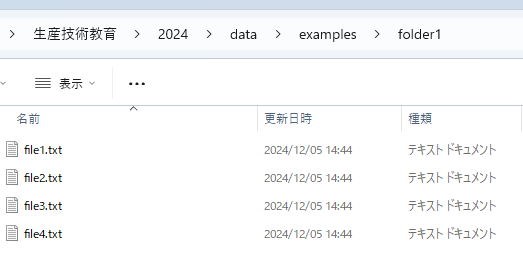 > 生産技術教育 > 2024 > data > examples > folder1
表示 ...
名前 更新日時 種類
file1.txt 2024/12/05 14:44 テキスト ドキュメント
file2.txt 2024/12/05 14:44 テキスト ドキュメント
file3.txt 2024/12/05 14:44 テキスト ドキュメント
file4.txt 2024/12/05 14:44 テキスト ドキュメント